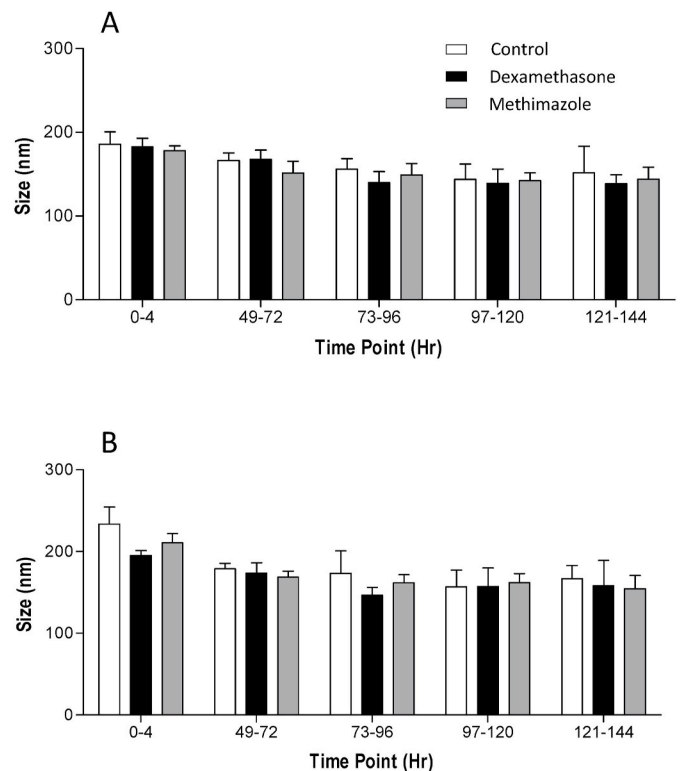 A
Control
Dexamethasone
Methimazole
300
200
100
0
Size (nm)
0-4 49-72 73-96 97-120 121-144
Time Point (Hr)
B
300
200
100
0
Size (nm)
0-4 49-72 73-96 97-120 121-144
Time Point (Hr)